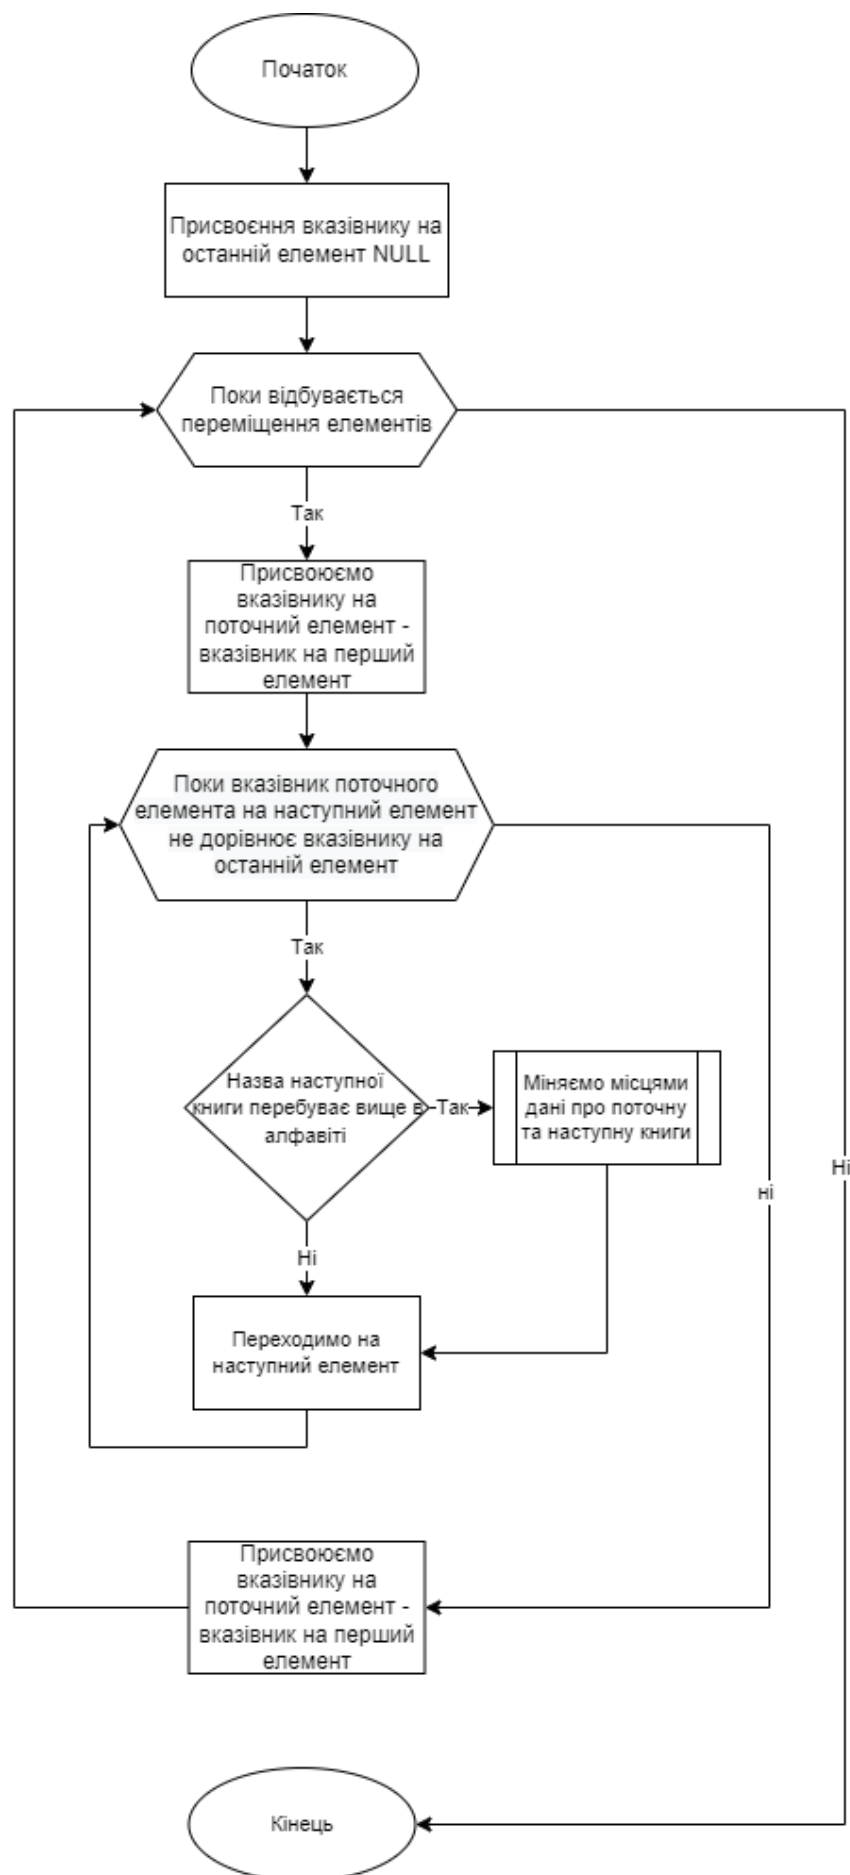 Початок
Присвоєння вказівнику на
останній елемент NULL
Поки відбувається
переміщення елементів
Так
Присвоюємо
вказівнику на
поточний елемент -
вказівник на перший
елемент
Поки вказівник поточного
елемента на наступний елемент
не дорівнює вказівнику на
останній елемент
Так
Назва наступної
книги перебуває вище в
алфавіті
Так
Міняємо місцями
дані про поточну
та наступну книги
Ні
ні
Ні
Переходимо на
наступний елемент
Присвоюємо
вказівнику на
поточний елемент -
вказівник на перший
елемент
Кінець